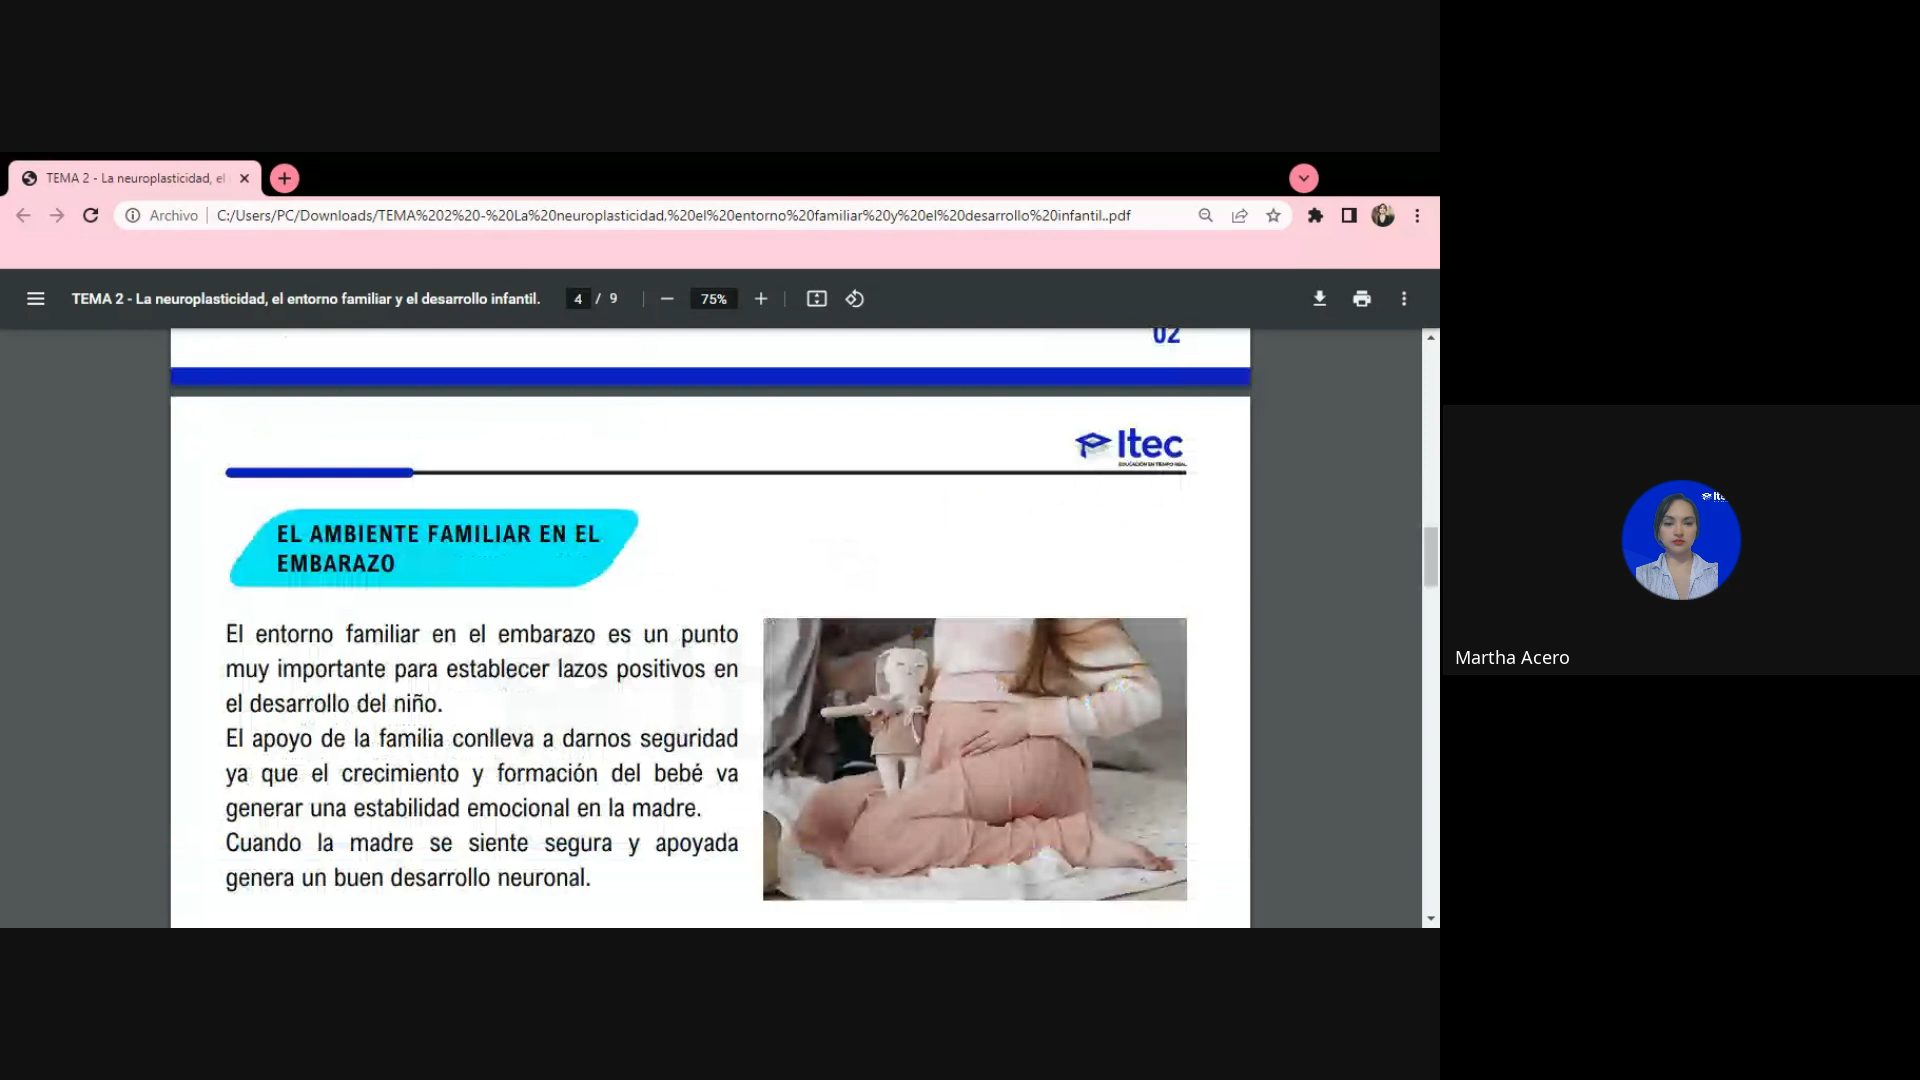 TEMA 2 - La neuroplasticidad, el
Archivo
C:/Users/PC/Downloads/TEMA%202%20-%20La%20neuroplasticidad,%20el%20entorno%20familiar%20y%20el%20desarrollo%20infantil..pdf
TEMA 2 - La neuroplasticidad, el entorno familiar y el desarrollo infantil.
4 / 9
75%
02
Itec
EDUCACIÓN EN TIEMPO REAL
EL AMBIENTE FAMILIAR EN EL
EMBARAZO
El entorno familiar en el embarazo es un punto
muy importante para establecer lazos positivos en
el desarrollo del niño.
El apoyo de la familia conlleva a darnos seguridad
ya que el crecimiento y formación del bebé va
generar una estabilidad emocional en la madre.
Cuando la madre se siente segura y apoyada
genera un buen desarrollo neuronal.
Martha Acero